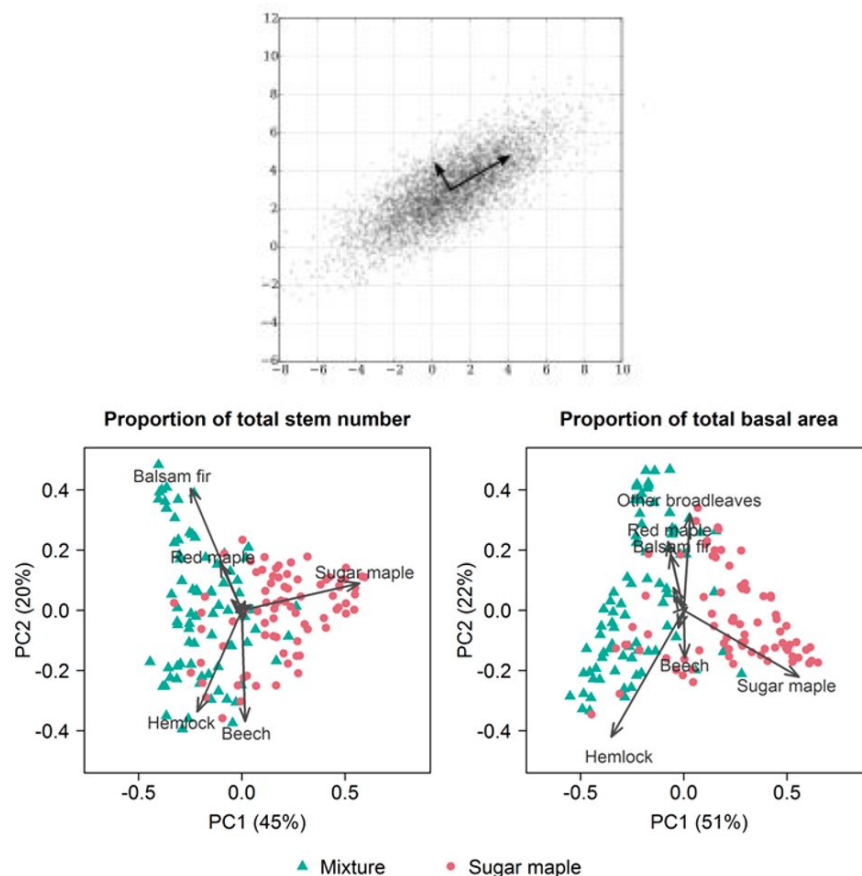 12
10
8
6
4
2
0
−2
−4
−6
−8 −6 −4 −2 0 2 4 6 8 10
Proportion of total stem number
Proportion of total basal area
0.4
0.2
0.0
-0.2
-0.4
PC2 (20%)
Balsam fir
Red maple
Sugar maple
Hemlock
Beech
-0.5 0.0 0.5
PC1 (45%)
0.4
0.2
0.0
-0.2
-0.4
PC2 (22%)
Other broadleaves
Red maple
Balsam fir
Beech
Sugar maple
Hemlock
-0.5 0.0 0.5
PC1 (51%)
Mixture Sugar maple